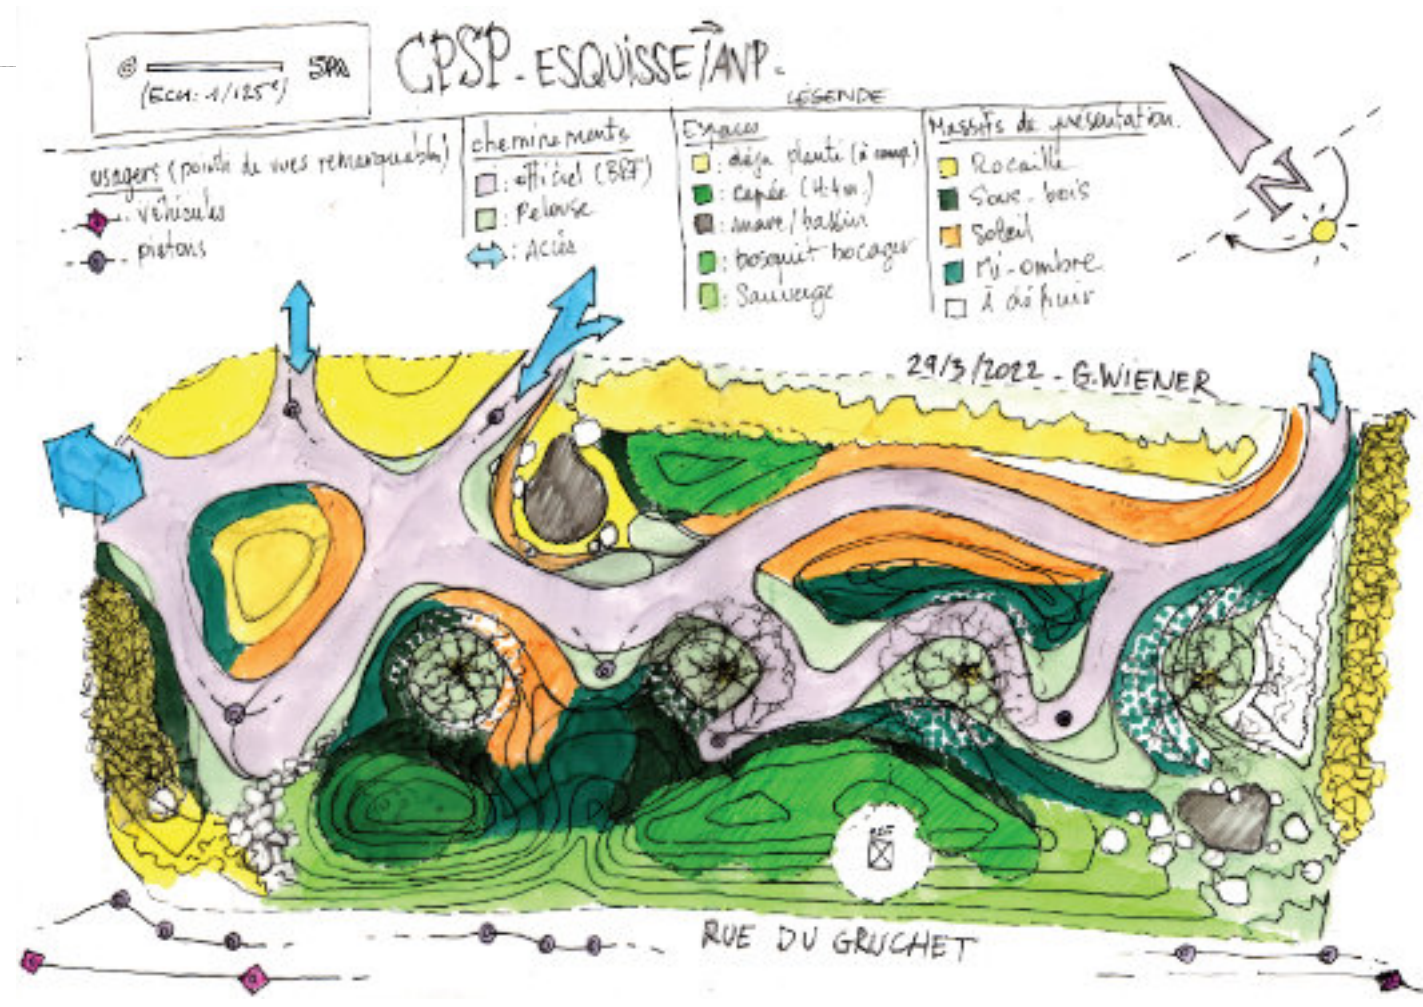 5m
(ECH: 1/125e)
CPSP - ESQUISSE / AVP -
LÉGENDE
usagers (points de vues remarquables)
véhicules
piétons
cheminements
: officiel (BRF)
: Pelouse
: Accès
Espaces
: déja planté (à comp)
: cépée (H:4m.)
: mare/bassin
: bosquet bocager
: Sauvage
Massifs de présentation.
Rocaille
Sous-bois
Soleil
Mi-ombre
à définir
N
29/3/2022 - G.WIENER
RUE DU GRUCHET